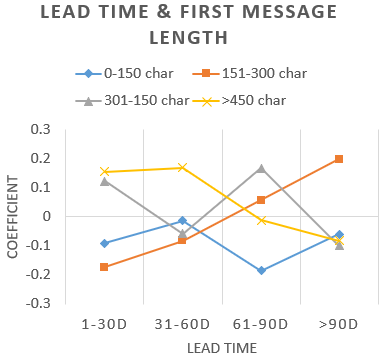 LEAD TIME & FIRST MESSAGE
LENGTH
0-150 char
151-300 char
301-150 char
>450 char
0.3
0.2
0.1
0
-0.1
-0.2
-0.3
COEFFICIENT
1-30D
31-60D
61-90D
>90D
LEAD TIME